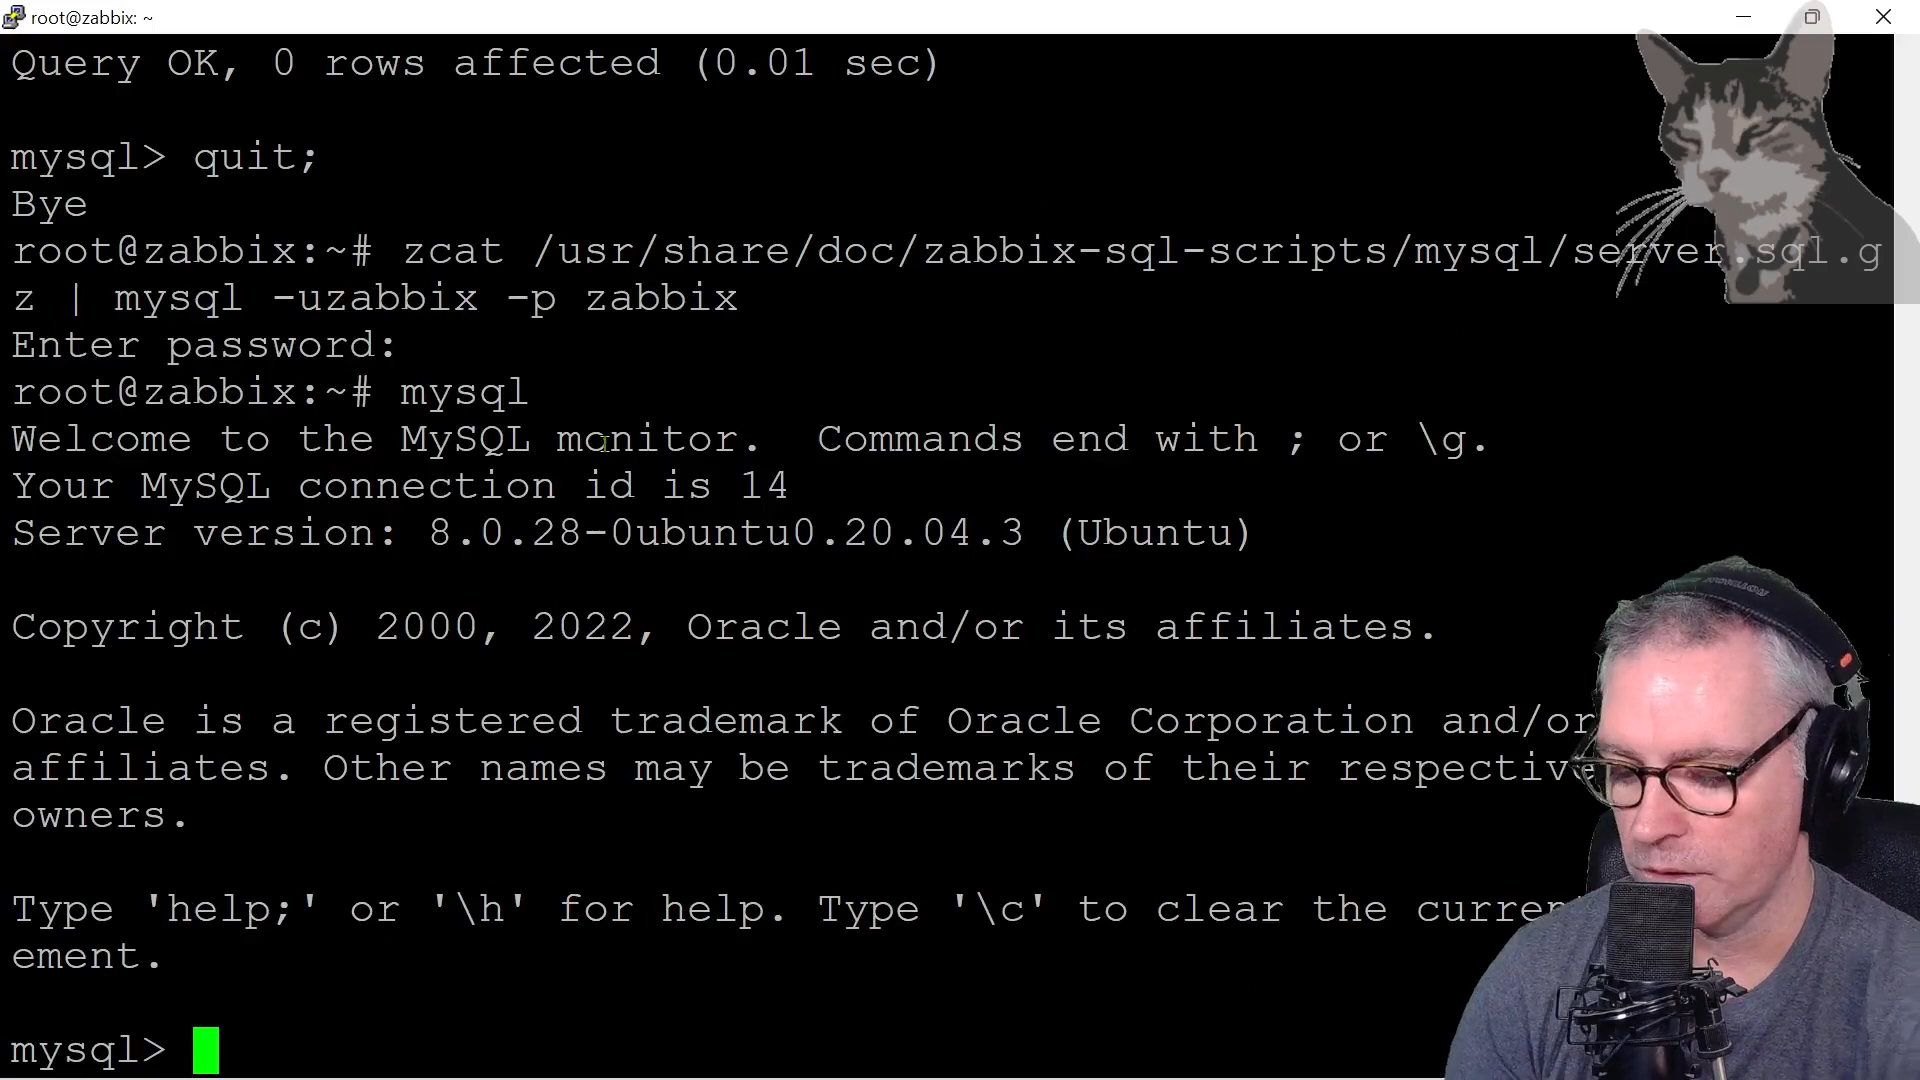 root@zabbix: ~
Query OK, 0 rows affected (0.01 sec)
mysql> quit;
Bye
root@zabbix:~# zcat /usr/share/doc/zabbix-sql-scripts/mysql/server.sql.g
z | mysql -uzabbix -p zabbix
Enter password:
root@zabbix:~# mysql
Welcome to the MySQL monitor.  Commands end with ; or \g.
Your MySQL connection id is 14
Server version: 8.0.28-0ubuntu0.20.04.3 (Ubuntu)
Copyright (c) 2000, 2022, Oracle and/or its affiliates.
Oracle is a registered trademark of Oracle Corporation and/or
affiliates. Other names may be trademarks of their respective
owners.
Type 'help;' or '\h' for help. Type '\c' to clear the curren
ement.
mysql>